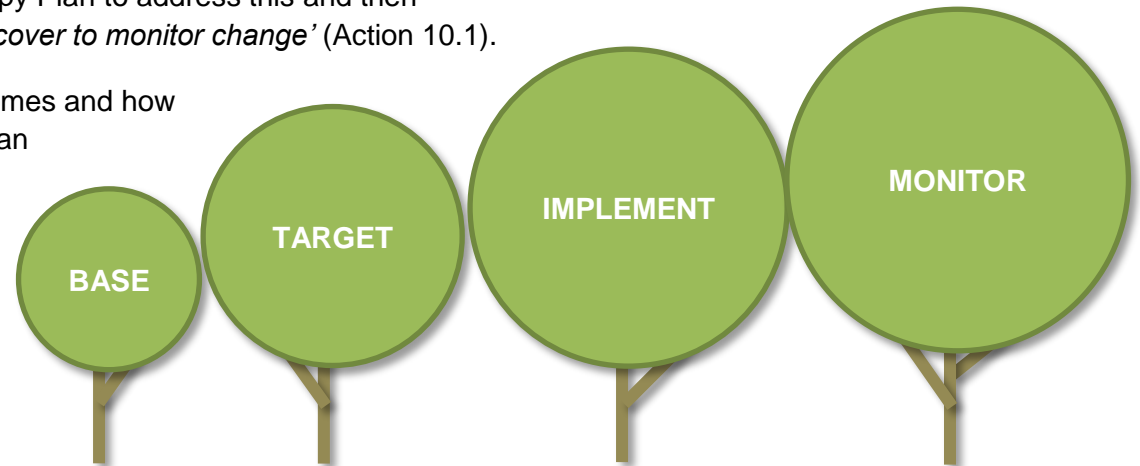 py Plan to address this and then
cover to monitor change’ (Action 10.1).
mes and how
an
BASE
TARGET
IMPLEMENT
MONITOR